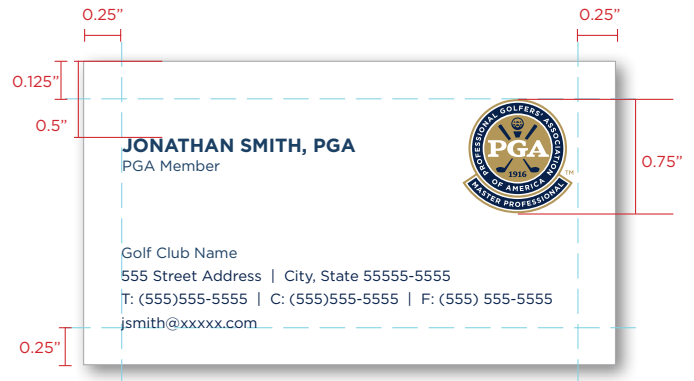 0.25” 0.25”
0.125”
0.5”
JONATHAN SMITH, PGA
PGA Member
PROFESSIONAL GOLFERS' ASSOCIATION
PGA
1916
OF AMERICA
MASTER PROFESSIONAL
TM
0.75”
Golf Club Name
555 Street Address | City, State 55555-5555
T: (555)555-5555 | C: (555)555-5555 | F: (555) 555-5555
jsmith@xxxxx.com
0.25”